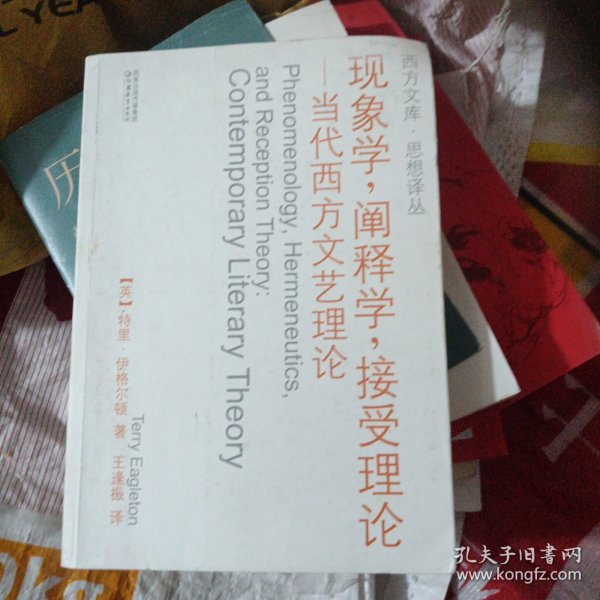 西方文库·思想译丛
现象学，阐释学，接受理论
——当代西方文艺理论
Phenomenology, Hermeneutics,
and Reception Theory:
Contemporary Literary Theory
【英】·特里·伊格尔顿 著 王逢振 译
Terry Eagleton
历
L YEA
0kg
孔夫子旧书网
www.kongfz.com